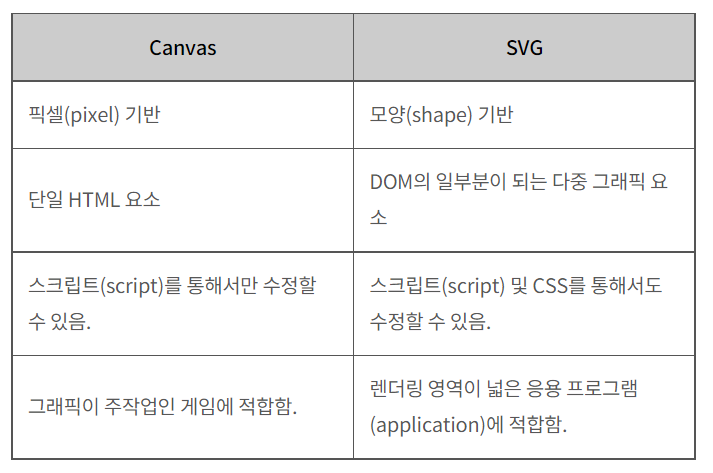 Canvas
SVG
픽셀(pixel) 기반
모양(shape) 기반
단일 HTML 요소
DOM의 일부분이 되는 다중 그래픽 요
소
스크립트(script)를 통해서만 수정할
수 있음.
스크립트(script) 및 CSS를 통해서도
수정할 수 있음.
그래픽이 주작업인 게임에 적합함.
렌더링 영역이 넓은 응용 프로그램
(application)에 적합함.